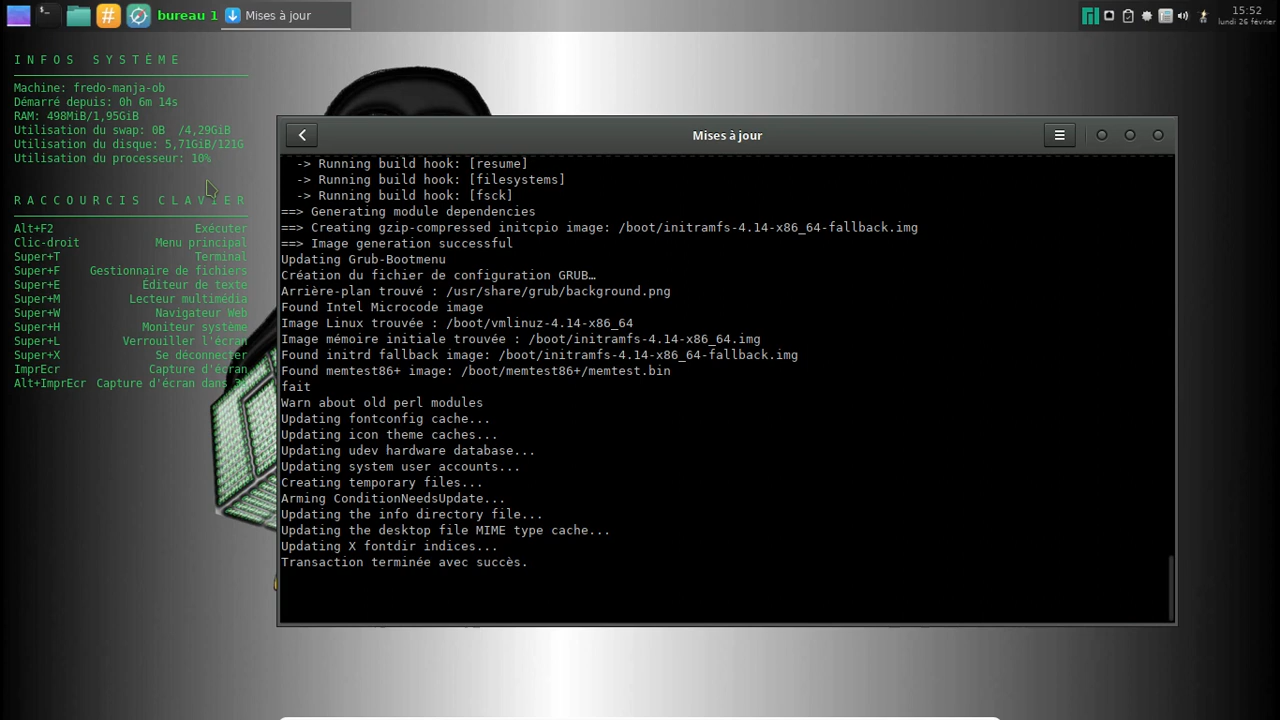 bureau 1
Mises à jour
15:52
lundi 26 février
INFOS SYSTÈME
Machine: fredo-manja-ob
Démarré depuis: 0h 6m 14s
RAM: 498MiB/1,95GiB
Utilisation du swap: 0B /4,29GiB
Utilisation du disque: 5,71GiB/121G
Utilisation du processeur: 10%
RACCOURCIS CLAVIER
Alt+F2 Exécuter
Clic-droit Menu principal
Super+T Terminal
Super+F Gestionnaire de fichiers
Super+E Éditeur de texte
Super+M Lecteur multimédia
Super+W Navigateur Web
Super+H Moniteur système
Super+L Verrouiller l'écran
Super+X Se déconnecter
ImprEcr Capture d'écran
Alt+ImprEcr Capture d'écran dans
Mises à jour
-> Running build hook: [resume]
-> Running build hook: [filesystems]
-> Running build hook: [fsck]
==> Generating module dependencies
==> Creating gzip-compressed initcpio image: /boot/initramfs-4.14-x86_64-fallback.img
==> Image generation successful
Updating Grub-Bootmenu
Création du fichier de configuration GRUB…
Arrière-plan trouvé : /usr/share/grub/background.png
Found Intel Microcode image
Image Linux trouvée : /boot/vmlinuz-4.14-x86_64
Image mémoire initiale trouvée : /boot/initramfs-4.14-x86_64.img
Found initrd fallback image: /boot/initramfs-4.14-x86_64-fallback.img
Found memtest86+ image: /boot/memtest86+/memtest.bin
fait
Warn about old perl modules
Updating fontconfig cache...
Updating icon theme caches...
Updating udev hardware database...
Updating system user accounts...
Creating temporary files...
Arming ConditionNeedsUpdate...
Updating the info directory file...
Updating the desktop file MIME type cache...
Updating X fontdir indices...
Transaction terminée avec succès.